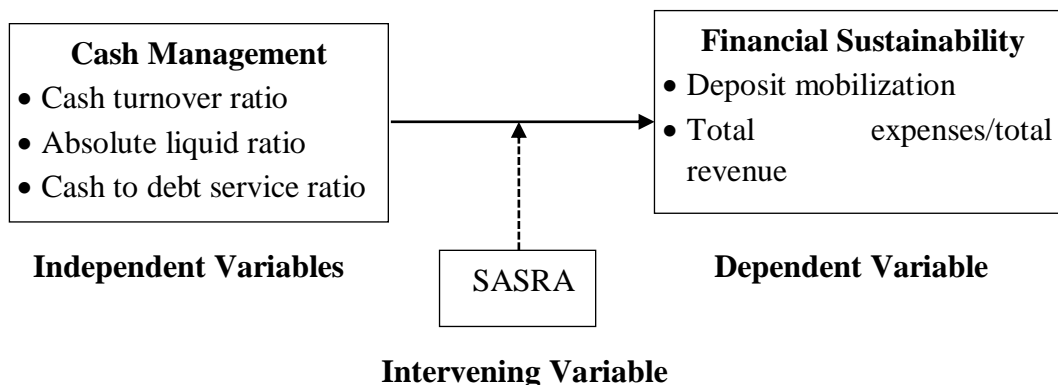 Cash Management
• Cash turnover ratio
• Absolute liquid ratio
• Cash to debt service ratio
Financial Sustainability
• Deposit mobilization
• Total expenses/total
revenue
Independent Variables
Dependent Variable
SASRA
Intervening Variable